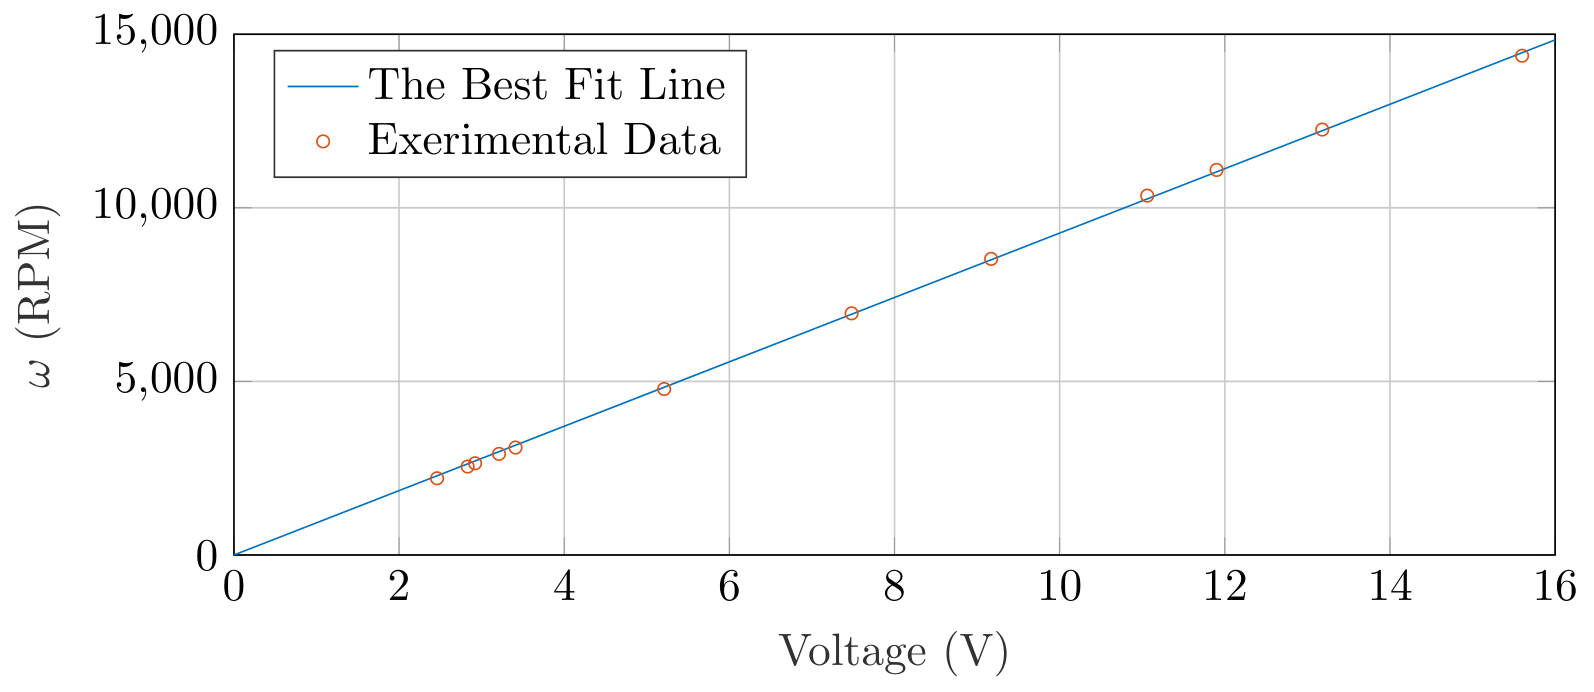 15,000
The Best Fit Line
Exerimental Data
10,000
5,000
0
ω (RPM)
0 2 4 6 8 10 12 14 16
Voltage (V)